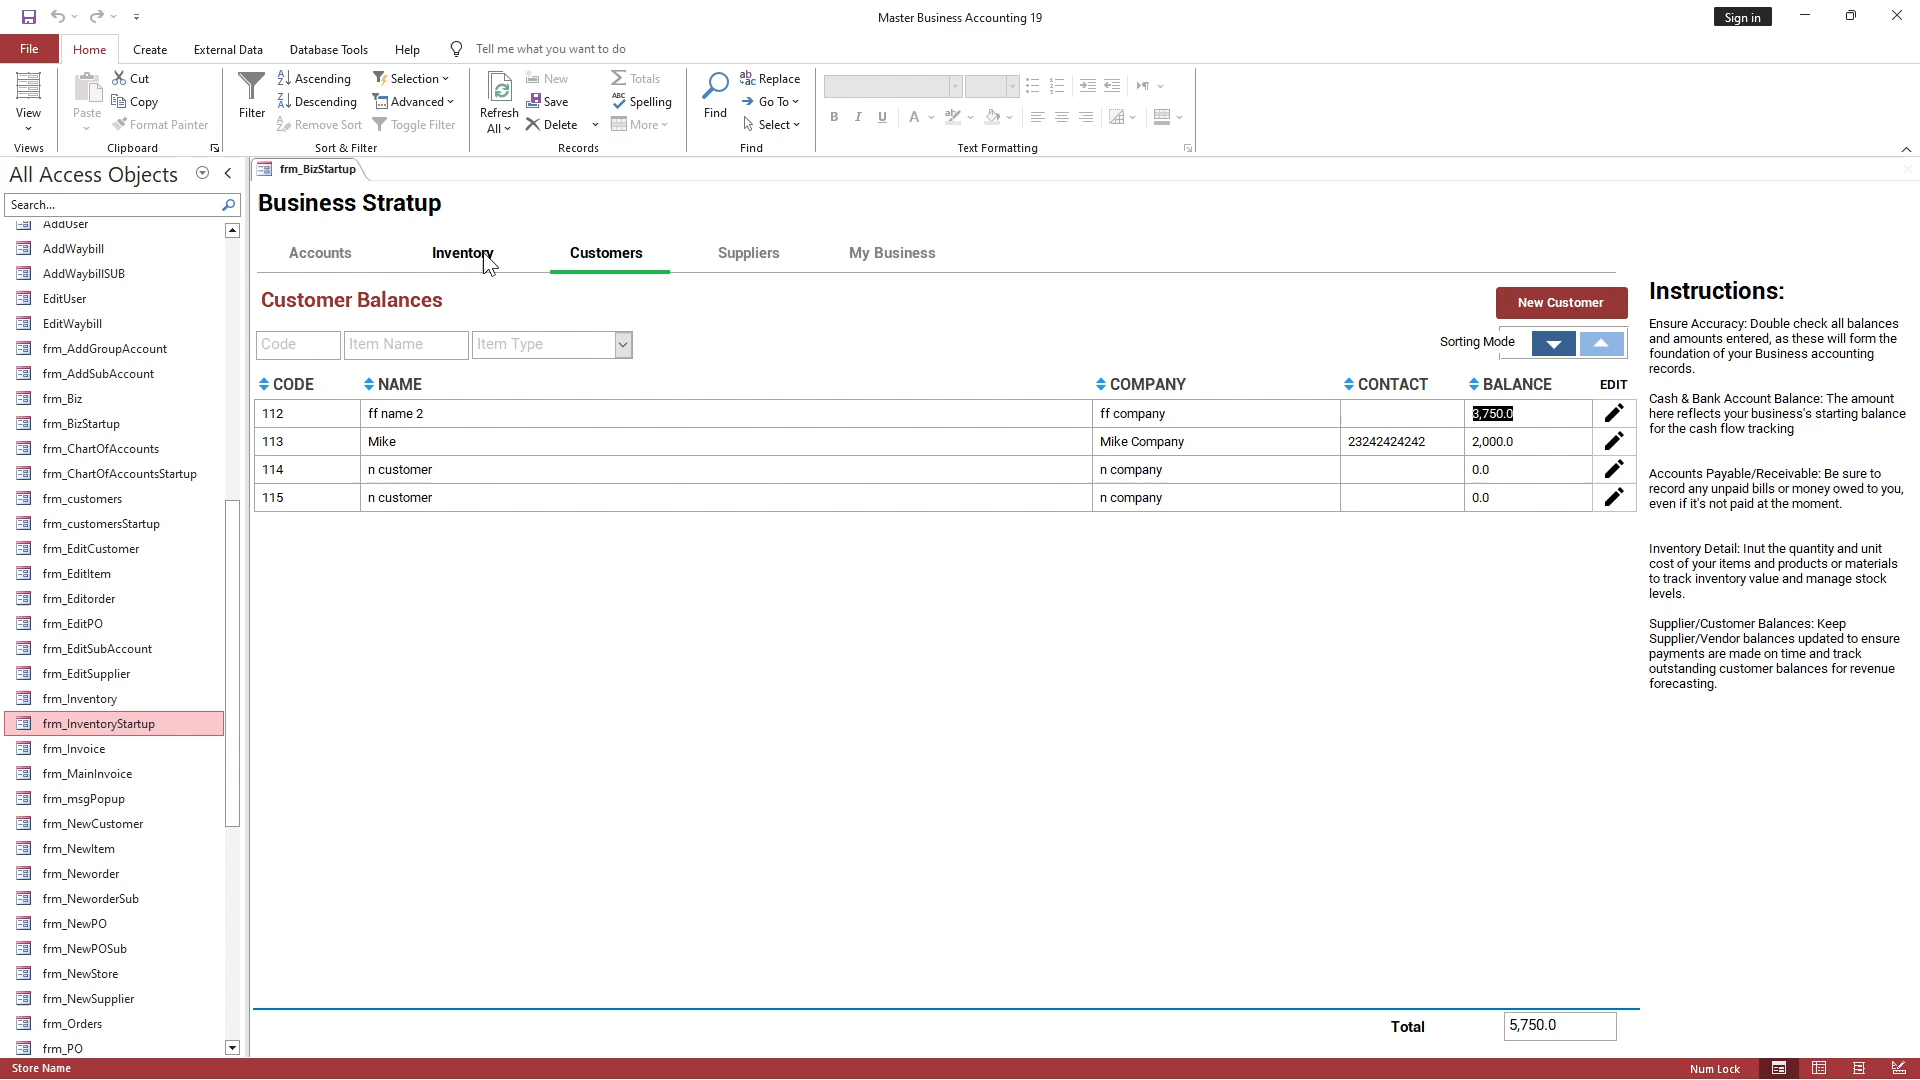 Master Business Accounting 19
Sign in
File
Home
Create
External Data
Database Tools
Help
Tell me what you want to do
View
Views
Paste
Cut
Copy
Format Painter
Clipboard
Filter
Ascending
Descending
Remove Sort
Selection
Advanced
Toggle Filter
Sort & Filter
Refresh
All
New
Save
Delete
Totals
Spelling
More
Records
Find
Replace
Go To
Select
Find
Text Formatting
All Access Objects
Search...
AddUser
AddWaybill
AddWaybillSUB
EditUser
EditWaybill
frm_AddGroupAccount
frm_AddSubAccount
frm_Biz
frm_BizStartup
frm_ChartOfAccounts
frm_ChartOfAccountsStartup
frm_customers
frm_customersStartup
frm_EditCustomer
frm_EditItem
frm_Editorder
frm_EditPO
frm_EditSubAccount
frm_EditSupplier
frm_Inventory
frm_InventoryStartup
frm_Invoice
frm_MainInvoice
frm_msgPopup
frm_NewCustomer
frm_NewItem
frm_Neworder
frm_NeworderSub
frm_NewPO
frm_NewPOSub
frm_NewStore
frm_NewSupplier
frm_Orders
frm_PO
frm_BizStartup
Business Stratup
Accounts
Inventory
Customers
Suppliers
My Business
Customer Balances
New Customer
Code
Item Name
Item Type
Sorting Mode
CODE NAME COMPANY CONTACT BALANCE EDIT
112 ff name 2 ff company 3,750.0
113 Mike Mike Company 23242424242 2,000.0
114 n customer n company 0.0
115 n customer n company 0.0
Total 5,750.0
Instructions:
Ensure Accuracy: Double check all balances
and amounts entered, as these will form the
foundation of your Business accounting
records.
Cash & Bank Account Balance: The amount
here reflects your business's starting balance
for the cash flow tracking
Accounts Payable/Receivable: Be sure to
record any unpaid bills or money owed to you,
even if it's not paid at the moment.
Inventory Detail: Inut the quantity and unit
cost of your items and products or materials
to track inventory value and manage stock
levels.
Supplier/Customer Balances: Keep
Supplier/Vendor balances updated to ensure
payments are made on time and track
outstanding customer balances for revenue
forecasting.
Store Name
Num Lock